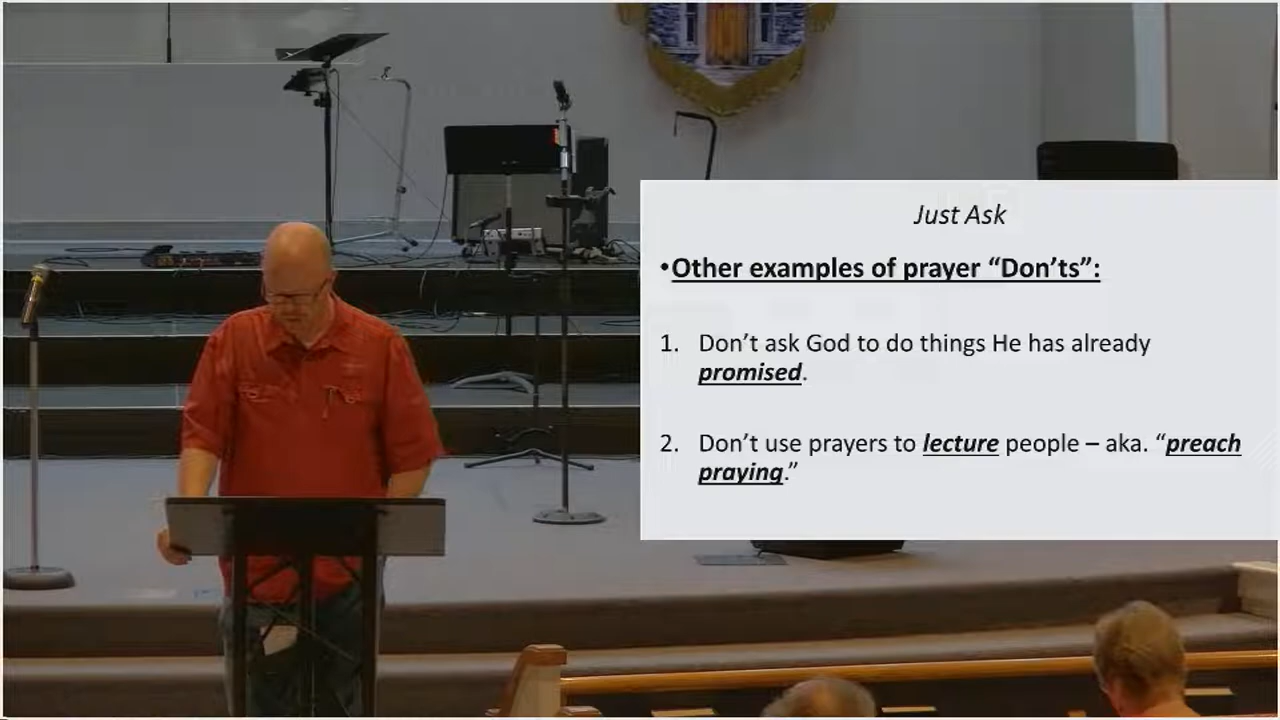 Just Ask
•Other examples of prayer “Don’ts”:
1. Don’t ask God to do things He has already
promised.
2. Don’t use prayers to lecture people – aka. “preach
praying.”